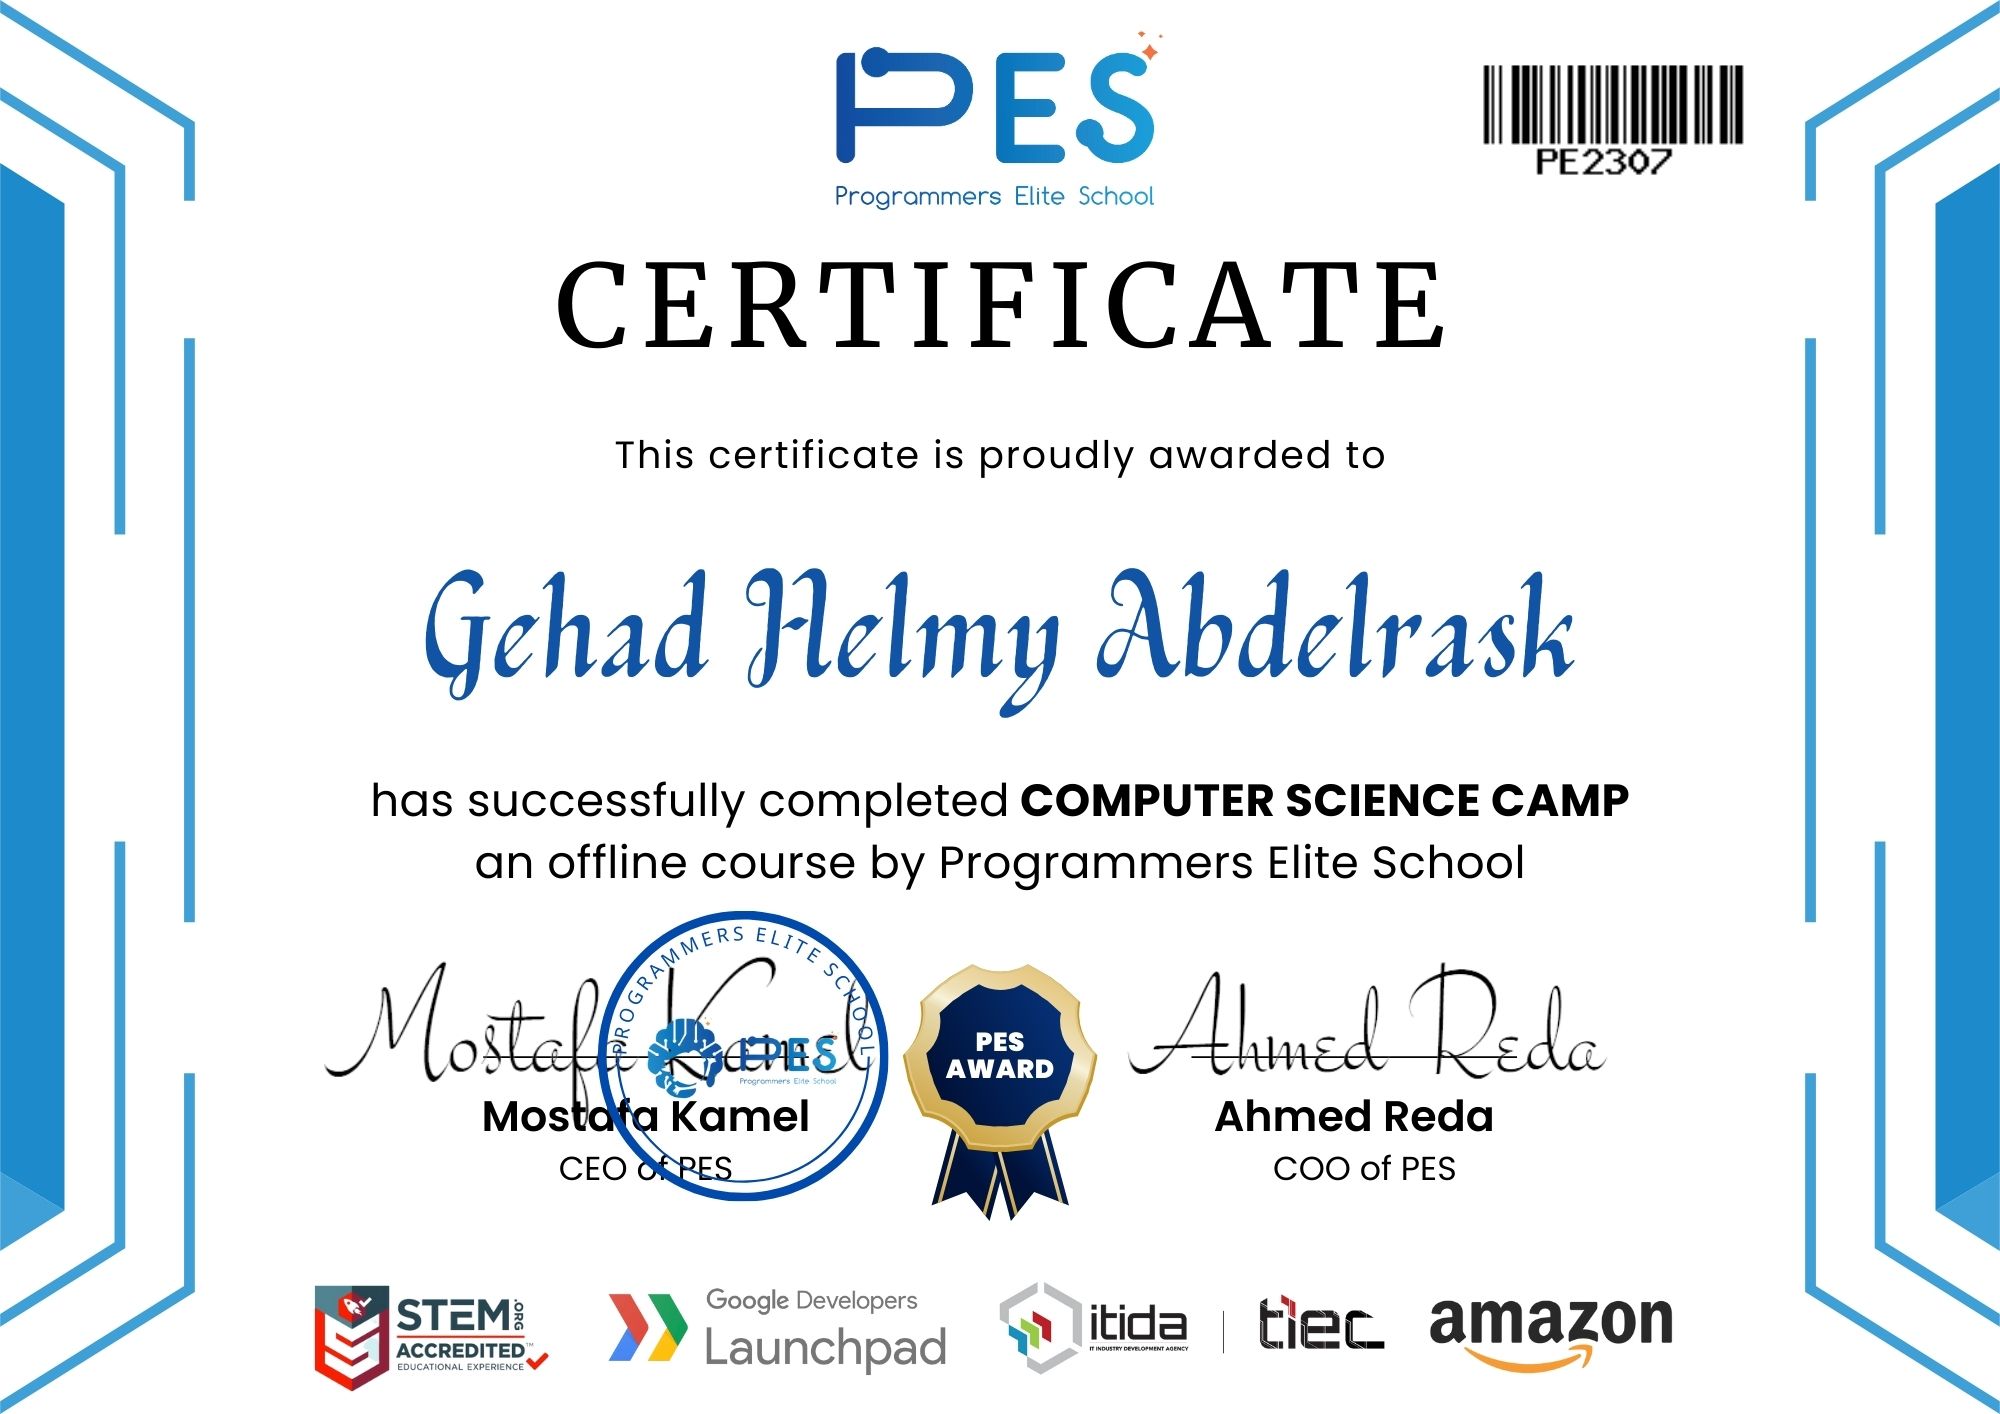 PES
Programmers Elite School
PE2307
CERTIFICATE
This certificate is proudly awarded to
Gehad Helmy Abdelrask
has successfully completed COMPUTER SCIENCE CAMP
an offline course by Programmers Elite School
Mostafa Kamel
PROGRAMMERS ELITE SCHOOL
PES
Programmers Elite School
Mostafa Kamel
CEO of PES
PES
AWARD
Ahmed Reda
Ahmed Reda
COO of PES
STEM.ORG
ACCREDITED™
EDUCATIONAL EXPERIENCE
Google Developers
Launchpad
itida
IT INDUSTRY DEVELOPMENT AGENCY
tiec
amazon